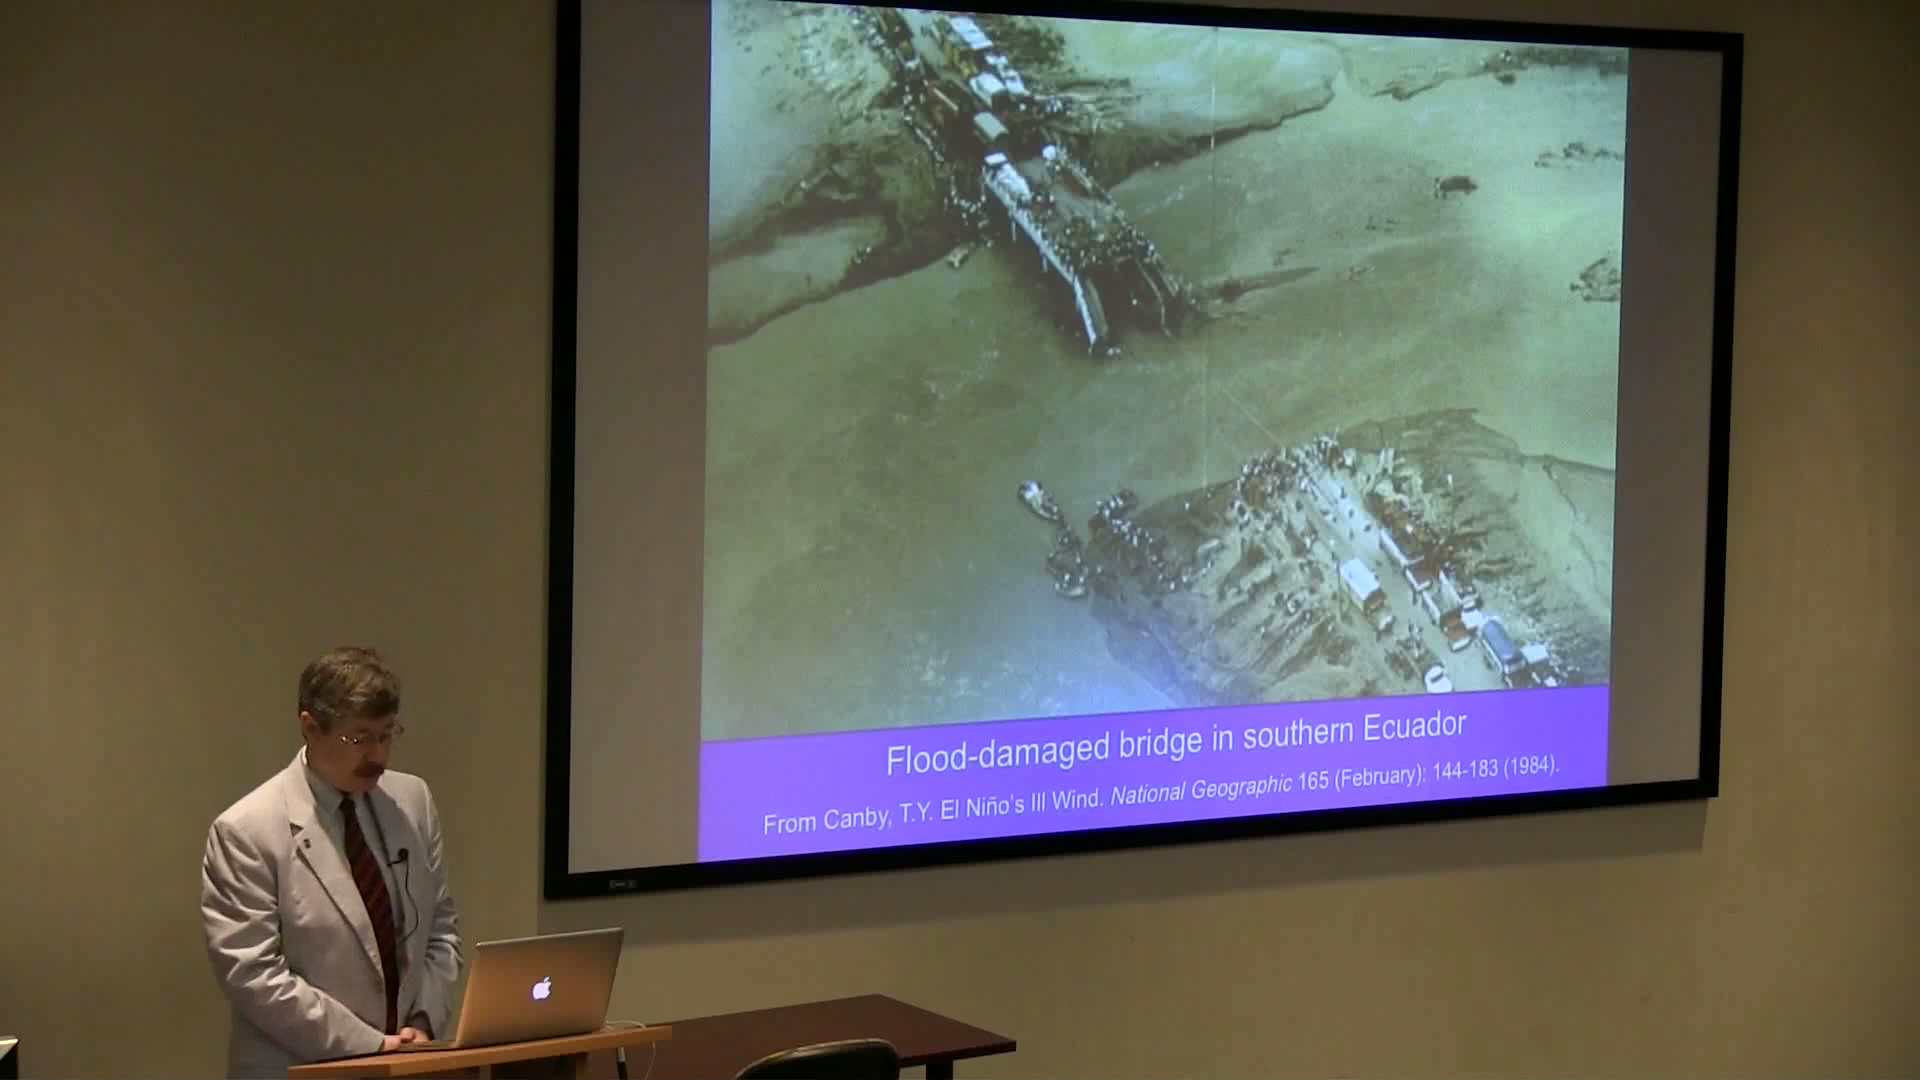 Flood-damaged bridge in southern Ecuador
From Canby, T.Y. El Niño's Ill Wind. National Geographic 165 (February): 144-183 (1984).